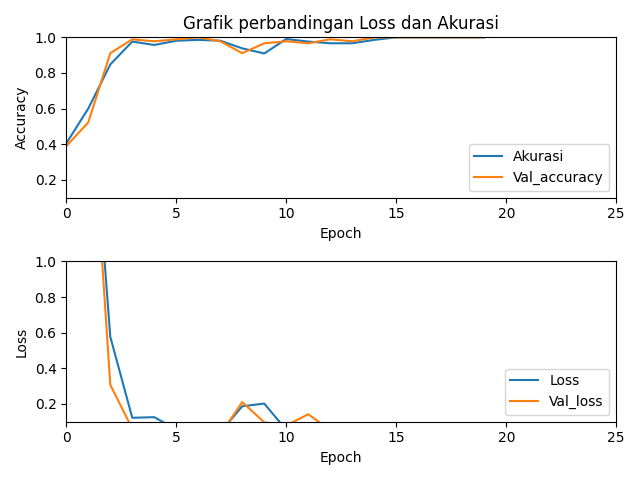 Grafik perbandingan Loss dan Akurasi
1.0
0.8
0.6
0.4
0.2
Accuracy
Akurasi
Val_accuracy
0 5 10 15 20 25
Epoch
1.0
0.8
0.6
0.4
0.2
Loss
Loss
Val_loss
0 5 10 15 20 25
Epoch